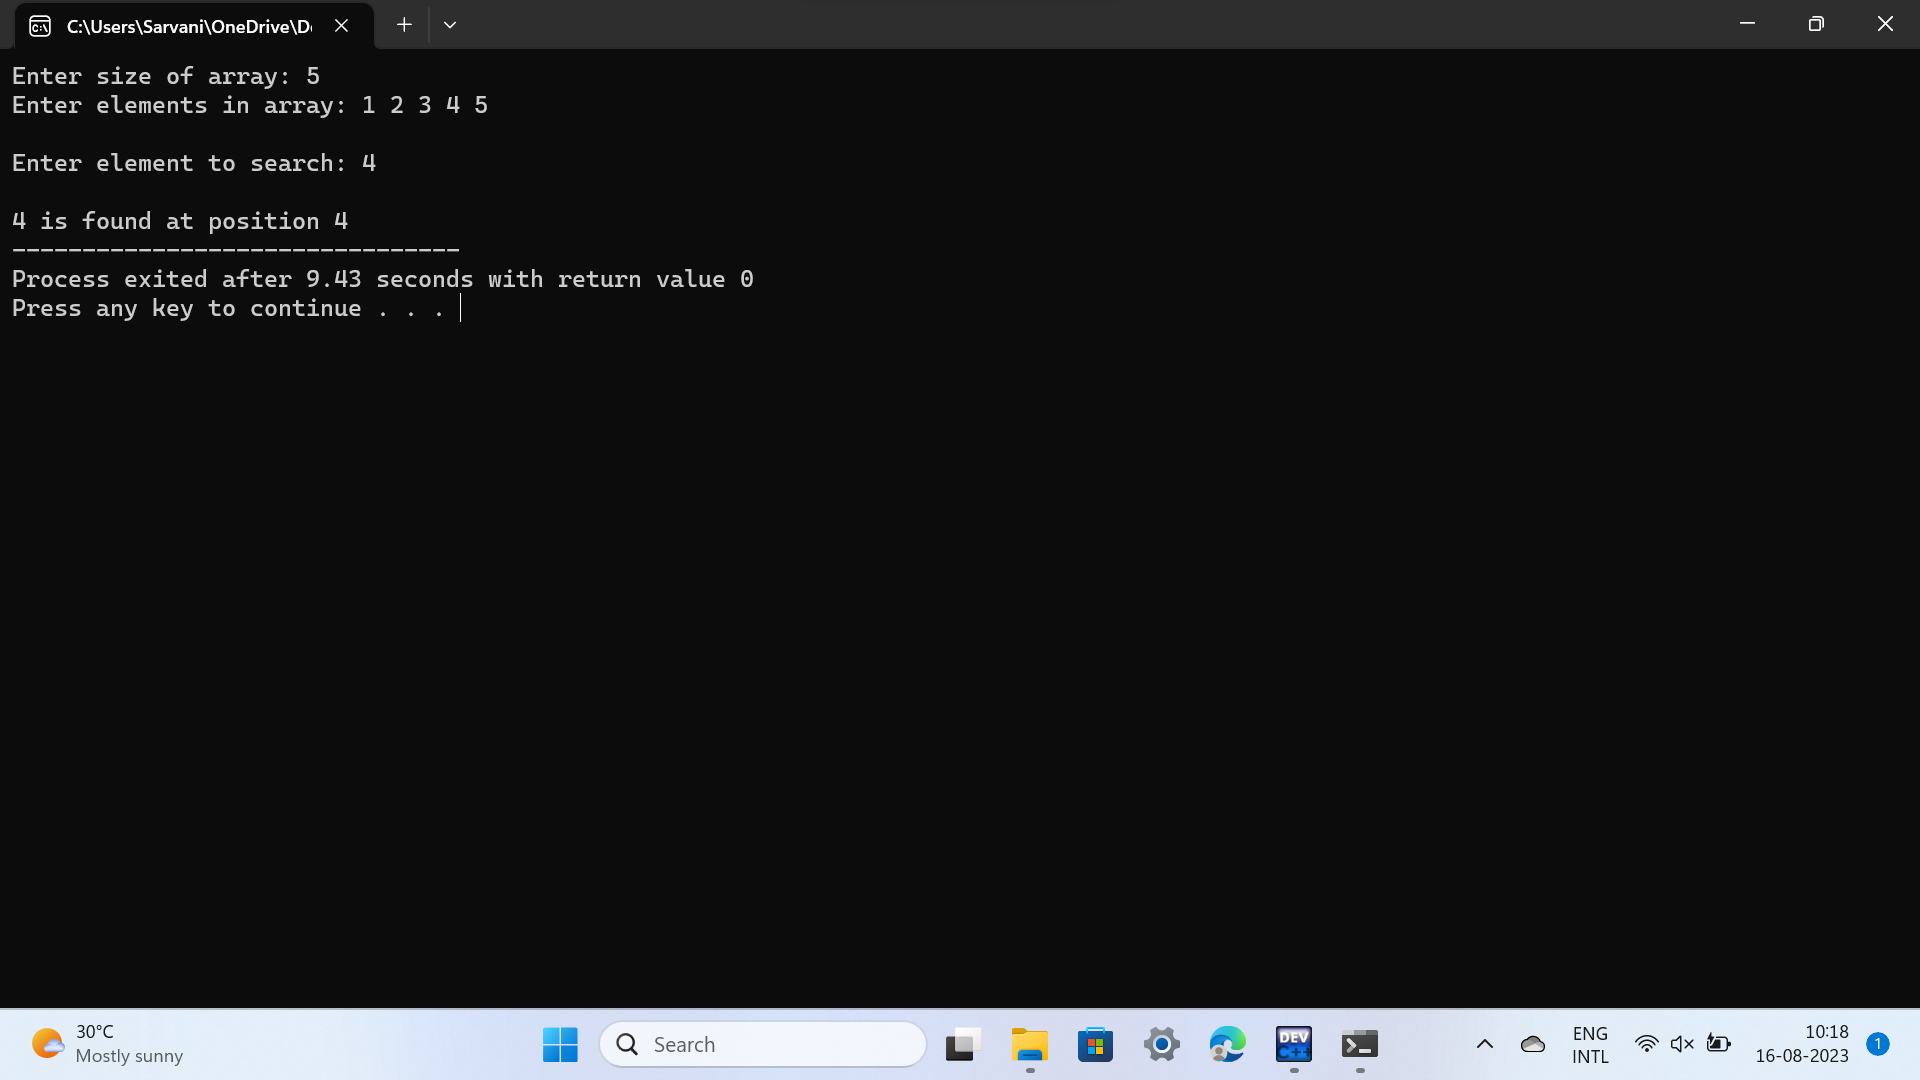 C:\Users\Sarvani\OneDrive\D
Enter size of array: 5
Enter elements in array: 1 2 3 4 5
Enter element to search: 4
4 is found at position 4
--------------------------------
Process exited after 9.43 seconds with return value 0
Press any key to continue . . .
30°C
Mostly sunny
Search
DEV
C++
ENG
INTL
10:18
16-08-2023
1